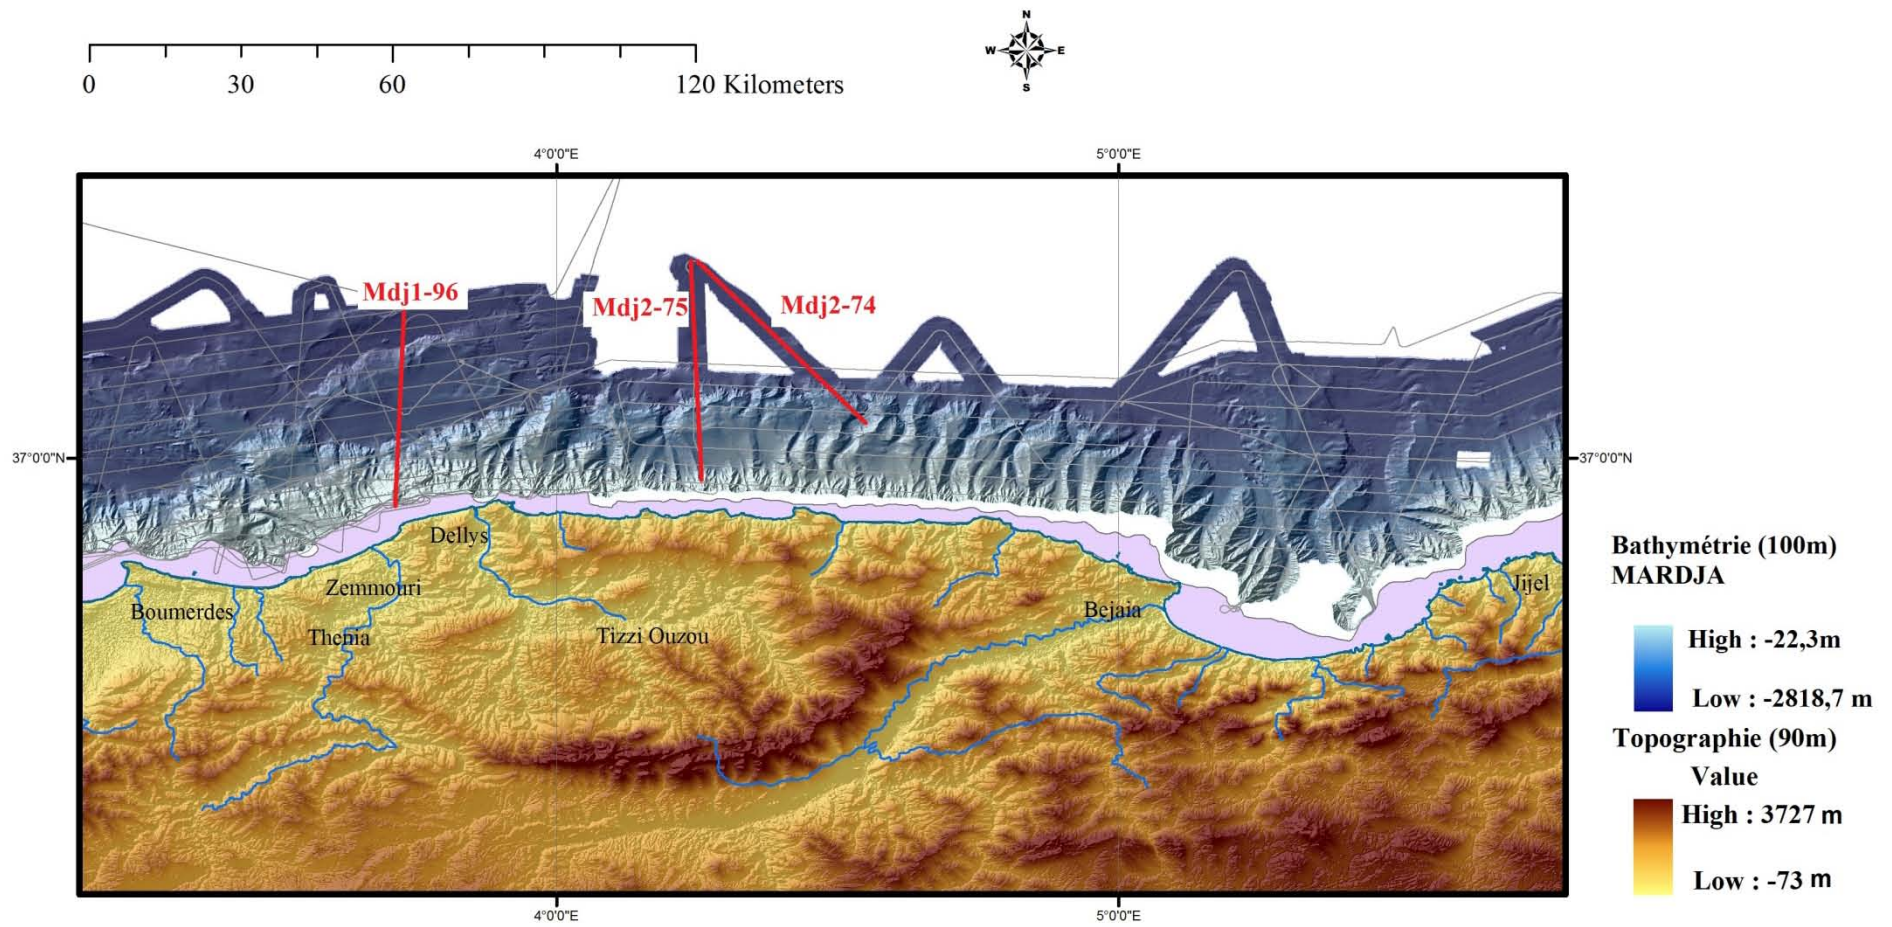 N
W E
S
0 30 60 120 Kilometers
4°0'0"E 5°0'0"E
Mdj1-96
Mdj2-75 Mdj2-74
37°0'0"N 37°0'0"N
Dellys
Zemmouri
Boumerdes
Thenia
Tizzi Ouzou
Bejaia
Jijel
4°0'0"E 5°0'0"E
Bathymétrie (100m)
MARDJA
High : -22,3m
Low : -2818,7 m
Topographie (90m)
Value
High : 3727 m
Low : -73 m